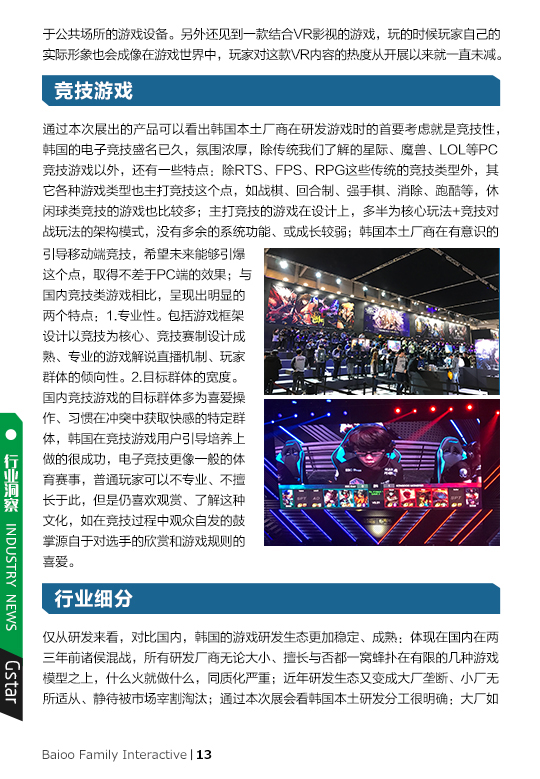 于公共场所的游戏设备。另外还见到一款结合VR影视的游戏，玩的时候玩家自己的
实际形象也会成像在游戏世界中，玩家对这款VR内容的热度从开展以来就一直未减。
竞技游戏
通过本次展出的产品可以看出韩国本土厂商在研发游戏时的首要考虑就是竞技性，
韩国的电子竞技盛名已久，氛围浓厚，除传统我们了解的星际、魔兽、LOL等PC
竞技游戏以外，还有一些特点；除RTS、FPS、RPG这些传统的竞技类型外，其
它各种游戏类型也主打竞技这个点，如战棋、回合制、强手棋、消除、跑酷等，休
闲球类竞技的游戏也比较多；主打竞技的游戏在设计上，多半为核心玩法+竞技对
战玩法的架构模式，没有多余的系统功能、或成长较弱；韩国本土厂商在有意识的
引导移动端竞技，希望未来能够引爆
这个点，取得不差于PC端的效果；与
国内竞技类游戏相比，呈现出明显的
两个特点：1.专业性。包括游戏框架
设计以竞技为核心、竞技赛制设计成
熟、专业的游戏解说直播机制、玩家
群体的倾向性。2.目标群体的宽度。
国内竞技游戏的目标群体多为喜爱操
作、习惯在冲突中获取快感的特定群
体，韩国在竞技游戏用户引导培养上
做的很成功，电子竞技更像一般的体
育赛事，普通玩家可以不专业、不擅
长于此，但是仍喜欢观赏、了解这种
文化，如在竞技过程中观众自发的鼓
掌源自于对选手的欣赏和游戏规则的
喜爱。
行业细分
仅从研发来看，对比国内，韩国的游戏研发生态更加稳定、成熟；体现在国内在两
三年前诸侯混战，所有研发厂商无论大小、擅长与否都一窝蜂扑在有限的几种游戏
模型之上，什么火就做什么，同质化严重；近年研发生态又变成大厂垄断、小厂无
所适从、静待被市场宰割淘汰；通过本次展会看韩国本土研发分工很明确；大厂如
行业洞察 INDUSTRY NEWS
Gstar
Baioo Family Interactive | 13